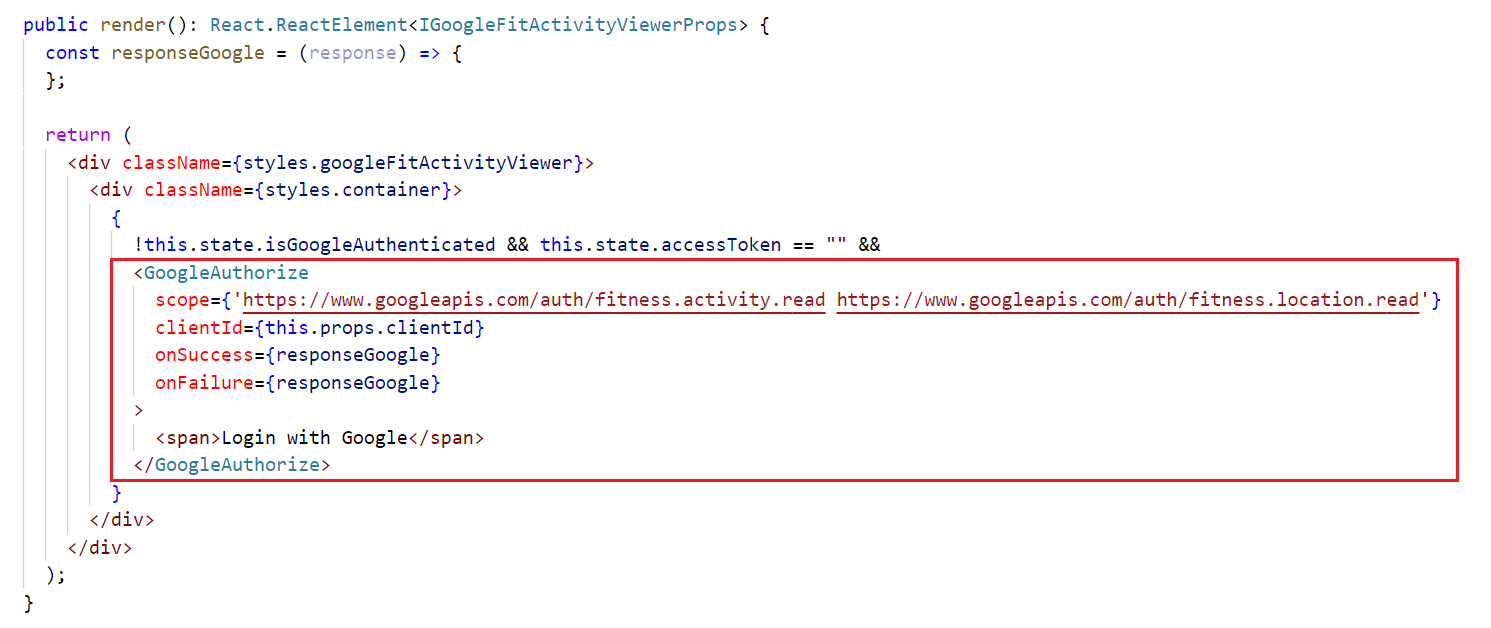 public render(): React.ReactElement<IGoogleFitActivityViewerProps> {
  const responseGoogle = (response) => {
  };

  return (
    <div className={styles.googleFitActivityViewer}>
      <div className={styles.container}>
        {
          !this.state.isGoogleAuthenticated && this.state.accessToken == "" &&
          <GoogleAuthorize
            scope={'https://www.googleapis.com/auth/fitness.activity.read https://www.googleapis.com/auth/fitness.location.read'}
            clientId={this.props.clientId}
            onSuccess={responseGoogle}
            onFailure={responseGoogle}
          >
            <span>Login with Google</span>
          </GoogleAuthorize>
        }
      </div>
    </div>
  );
}